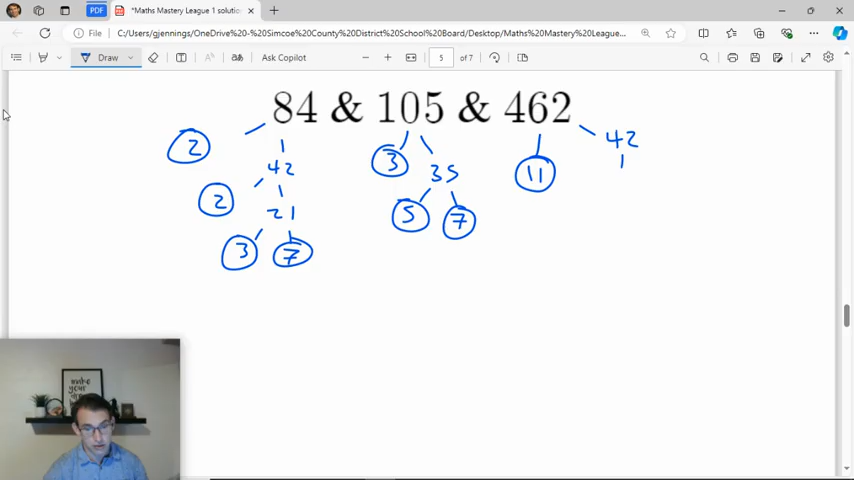 PDF
*Maths Mastery League 1 solutio
File
C:/Users/gjennings/OneDrive%20-%20Simcoe%20County%20District%20School%20Board/Desktop/Maths%20Mastery%20League...
Draw
Ask Copilot
5 of 7
84 & 105 & 462
2 42 3 35 11 42
2 21 5 7
3 7